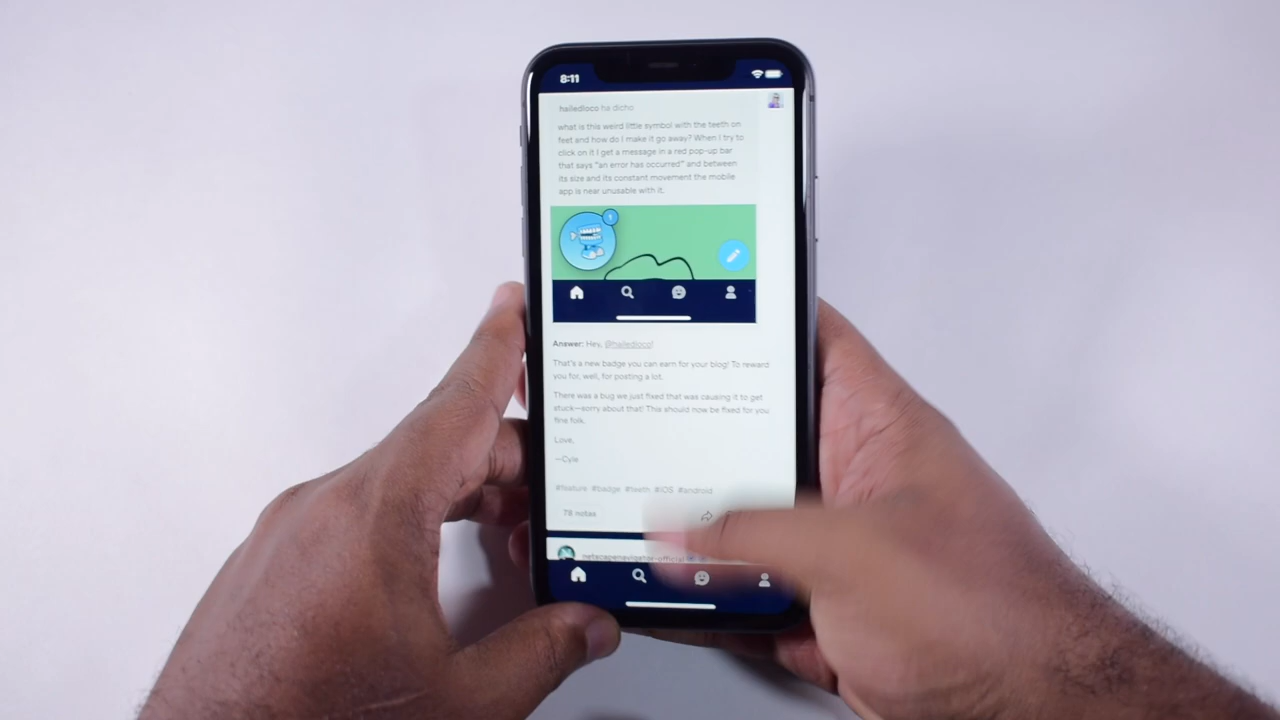 8:11
hailedloco ha dicho
what is this weird little symbol with the teeth on
feet and how do I make it go away? When I try to
click on it I get a message in a red pop-up bar
that says "an error has occurred" and between
its size and its constant movement the mobile
app is near unusable with it.
1
Answer: Hey, @hailedloco!
That's a new badge you can earn for your blog! To reward
you for, well, for posting a lot.
There was a bug we just fixed that was causing it to get
stuck—sorry about that! This should now be fixed for you
fine folk.
Love,
—Cyle
#feature #badge #teeth #iOS #android
78 notas
netscapenavigator-official